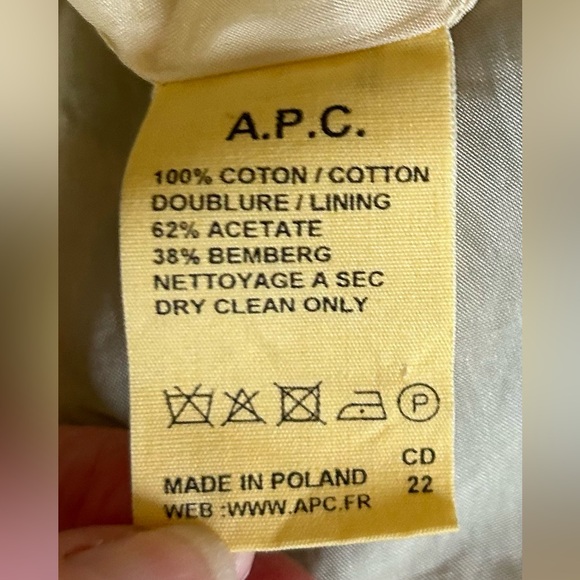 A.P.C.
100% COTON / COTTON
DOUBLURE / LINING
62% ACETATE
38% BEMBERG
NETTOYAGE A SEC
DRY CLEAN ONLY
P
CD
MADE IN POLAND 22
WEB :WWW.APC.FR